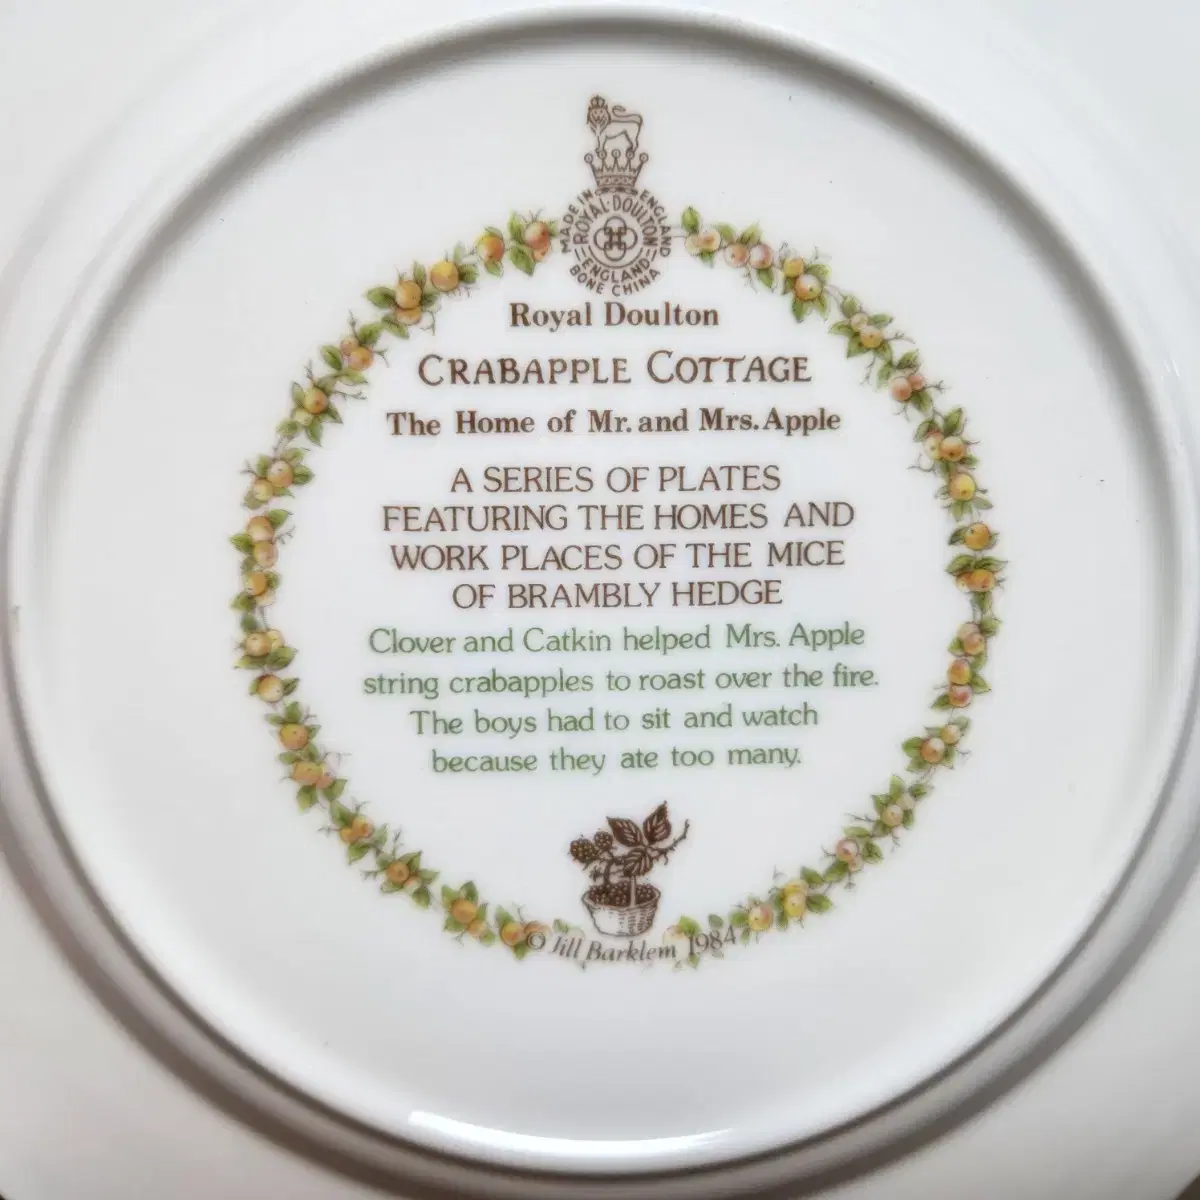 MADE IN ENGLAND
ROYAL·DOULTON
ENGLAND
BONE CHINA
Royal Doulton
CRABAPPLE COTTAGE
The Home of Mr. and Mrs. Apple
A SERIES OF PLATES
FEATURING THE HOMES AND
WORK PLACES OF THE MICE
OF BRAMBLY HEDGE
Clover and Catkin helped Mrs. Apple
string crabapples to roast over the fire.
The boys had to sit and watch
because they ate too many.
© Jill Barklem 1984